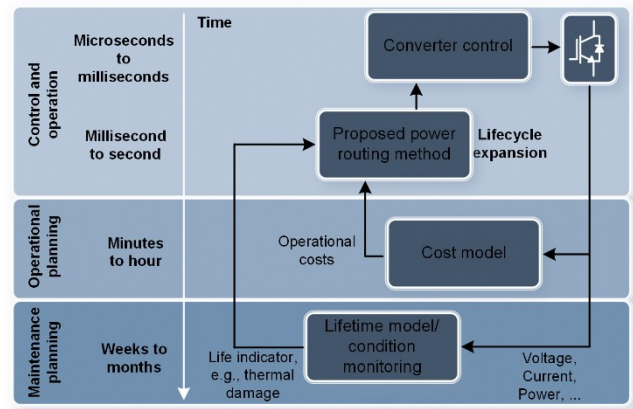 Time
Control and
operation
Microseconds
to
milliseconds
Converter control
Millisecond
to second
Proposed power
routing method
Lifecycle
expansion
Operational
planning
Minutes
to hour
Operational
costs
Cost model
Maintenance
planning
Weeks to
months
Life indicator,
e.g., thermal
damage
Lifetime model/
condition
monitoring
Voltage,
Current,
Power, ...